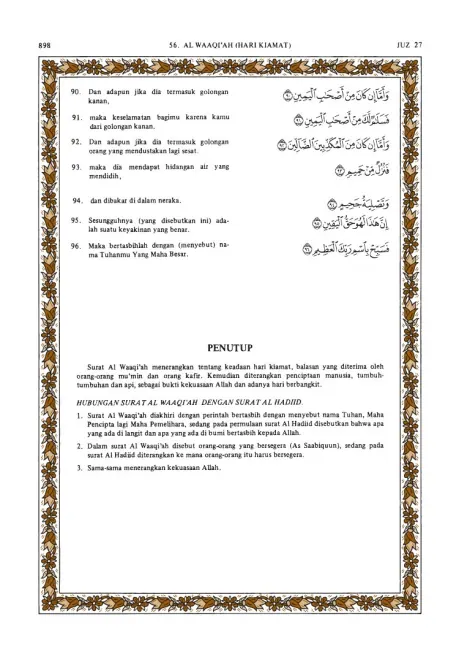 898 56. AL WAAQI'AH (HARI KIAMAT) JUZ 27
90. Dan adapun jika dia termasuk golongan
kanan,
وَأَمَّا إِن كَانَ مِنْ أَصْحَٰبِ ٱلْيَمِينِ ﴿٩٠﴾
91. maka keselamatan bagimu karena kamu
dari golongan kanan.
فَسَلَٰمٌ لَّكَ مِنْ أَصْحَٰبِ ٱلْيَمِينِ ﴿٩١﴾
92. Dan adapun jika dia termasuk golongan
orang yang mendustakan lagi sesat.
وَأَمَّا إِن كَانَ مِنَ ٱلْمُكَذِّبِينَ ٱلضَّآلِّينَ ﴿٩٢﴾
93. maka dia mendapat hidangan air yang
mendidih,
فَنُزُلٌ مِّنْ حَمِيمٍ ﴿٩٣﴾
94. dan dibakar di dalam neraka.
وَتَصْلِيَةُ جَحِيمٍ ﴿٩٤﴾
95. Sesungguhnya (yang disebutkan ini) ada-
lah suatu keyakinan yang benar.
إِنَّ هَٰذَا لَهُوَ حَقُّ ٱلْيَقِينِ ﴿٩٥﴾
96. Maka bertasbihlah dengan (menyebut) na-
ma Tuhanmu Yang Maha Besar.
فَسَبِّحْ بِٱسْمِ رَبِّكَ ٱلْعَظِيمِ ﴿٩٦﴾
PENUTUP
Surat Al Waaqi'ah menerangkan tentang keadaan hari kiamat, balasan yang diterima oleh
orang-orang mu'min dan orang kafir. Kemudian diterangkan penciptaan manusia, tumbuh-
tumbuhan dan api, sebagai bukti kekuasaan Allah dan adanya hari berbangkit.
HUBUNGAN SURAT AL WAAQI'AH DENGAN SURAT AL HADIID.
1. Surat Al Waaqi'ah diakhiri dengan perintah bertasbih dengan menyebut nama Tuhan, Maha
Pencipta lagi Maha Pemelihara, sedang pada permulaan surat Al Hadiid disebutkan bahwa apa
yang ada di langit dan apa yang ada di bumi bertasbih kepada Allah.
2. Dalam surat Al Waaqi'ah disebut orang-orang yang bersegera (As Saabiquun), sedang pada
surat Al Hadiid diterangkan ke mana orang-orang itu harus bersegera.
3. Sama-sama menerangkan kekuasaan Allah.